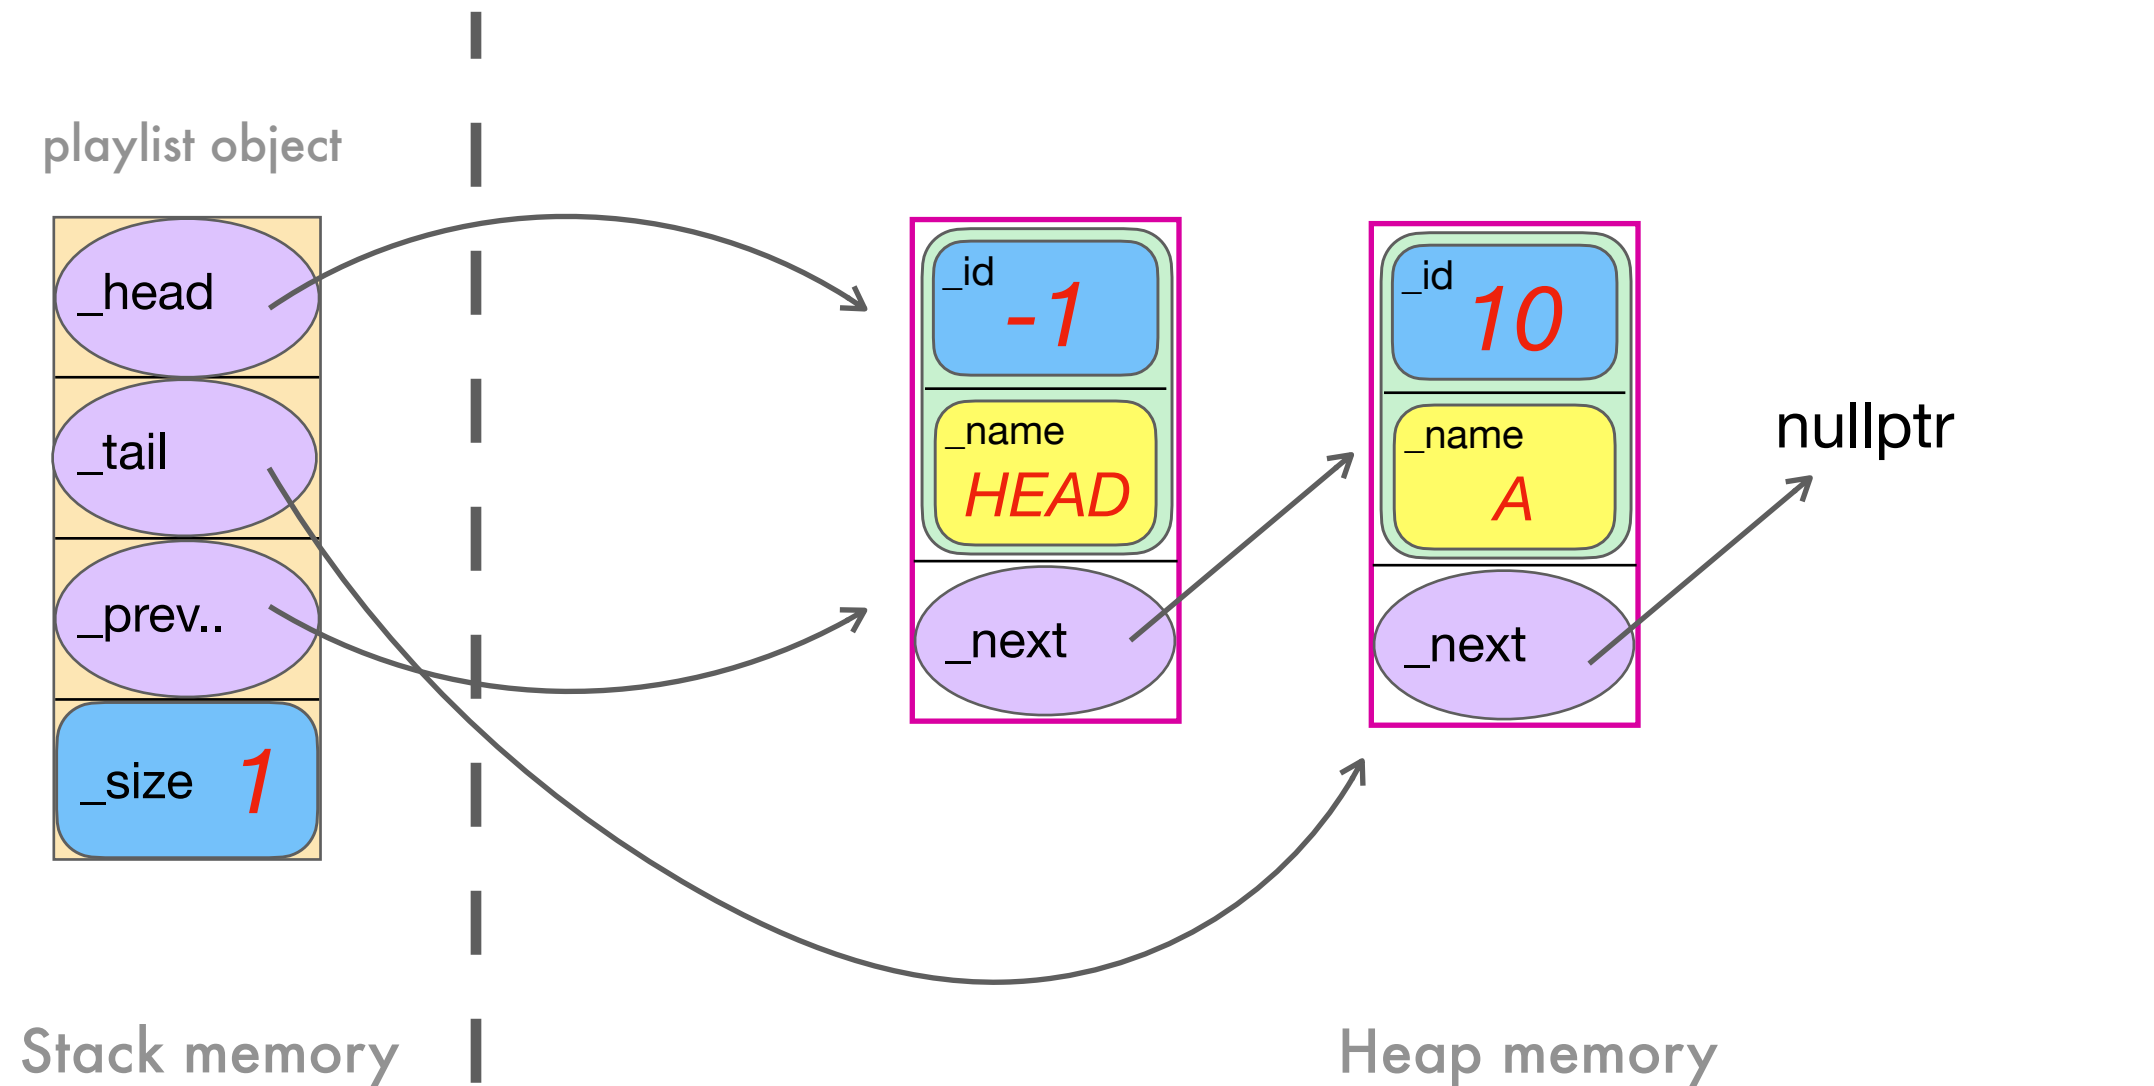 playlist object
_head
_tail
_prev..
_size 1
_id
-1
_name
HEAD
_next
_id
10
_name
A
_next
nullptr
Stack memory
Heap memory